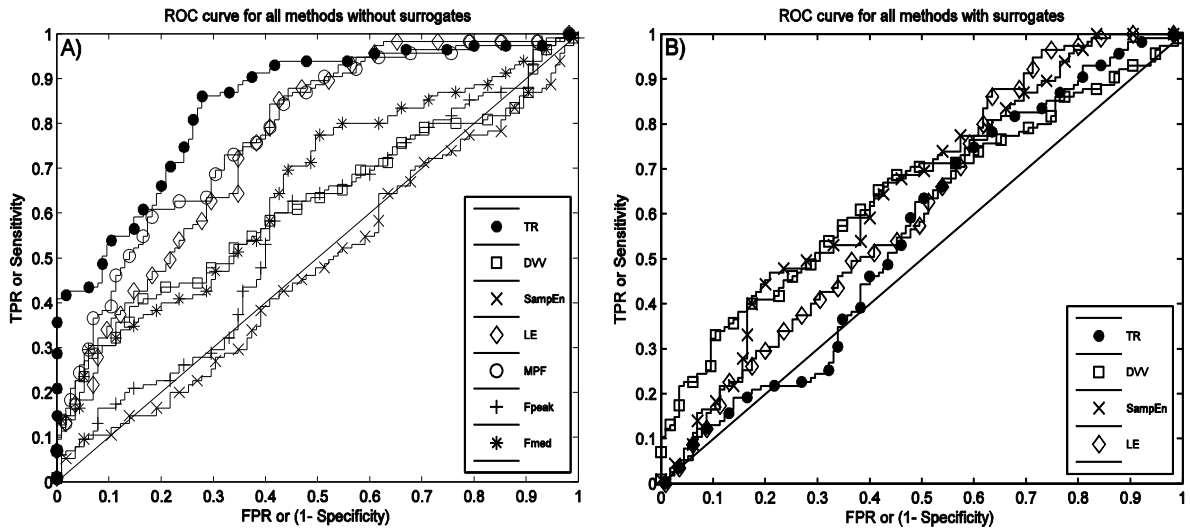 ROC curve for all methods without surrogates
A)
TPR or Sensitivity
1
0.9
0.8
0.7
0.6
0.5
0.4
0.3
0.2
0.1
0
0
0.1
0.2
0.3
0.4
0.5
0.6
0.7
0.8
0.9
1
FPR or (1- Specificity)
TR
DVV
SampEn
LE
MPF
Fpeak
Fmed
ROC curve for all methods with surrogates
B)
TPR or Sensitivity
1
0.9
0.8
0.7
0.6
0.5
0.4
0.3
0.2
0.1
0
0.1
0.2
0.3
0.4
0.5
0.6
0.7
0.8
0.9
1
FPR or (1- Specificity)
TR
DVV
SampEn
LE